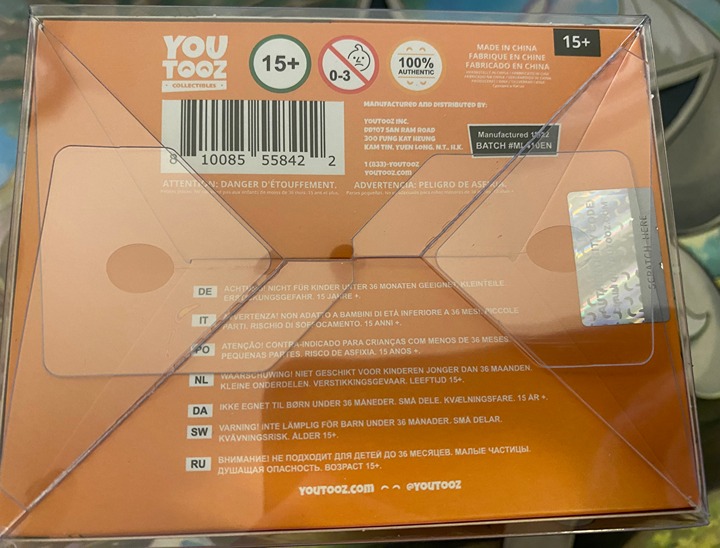 YOU
TOOZ
COLLECTIBLES
15+
0-3
100%
AUTHENTIC
MADE IN CHINA
FABRIQUE EN CHINE
FABRICADO EN CHINA
15+
MANUFACTURED AND DISTRIBUTED BY:
YOUTOOZ INC.
SAN RAM ROAD
200 FUNG KAT HEUNG
KAM TIN, YUEN LONG, N.T., H.K.
1 (833)-YOUTOOZ
YOUTOOZ.com
Manufactured
BATCH
8 10085 55842 2
ATTENTION: DANGER D'ÉTOUFFEMENT.
ADVERTENCIA: PELIGRO DE ASFIXIA.
SCRATCH HERE
DE ACHTUNG! NICHT FÜR KINDER UNTER 36 MONATEN GEEIGNET. KLEINTEILE
ERSTICKUNGSGEFAHR. 15 JAHRE +.
IT AVVERTENZA! NON ADATTO A BAMBINI DI ETÀ INFERIORE A 36 MESI. PICCOLE
PARTI. RISCHIO DI SOFFOCAMENTO. 15 ANNI +.
PO ATENÇÃO! CONTRA-INDICADO PARA CRIANÇAS COM MENOS DE 36 MESES.
PEQUENAS PARTES. RISCO DE ASFIXIA. 15 ANOS +.
NL WAARSCHUWING! NIET GESCHIKT VOOR KINDEREN JONGER DAN 36 MAANDEN.
KLEINE ONDERDELEN. VERSTIKKINGSGEVAAR. LEEFTIJD 15+.
DA IKKE EGNET TIL BØRN UNDER 36 MÅNEDER. SMÅ DELE. KVÆLNINGSFARE. 15 ÅR +.
SW VARNING! INTE LÄMPLIG FÖR BARN UNDER 36 MÅNADER. SMÅ DELAR.
KVÄVNINGSRISK. ÅLDER 15+.
RU ВНИМАНИЕ! НЕ ПОДХОДИТ ДЛЯ ДЕТЕЙ ДО 36 МЕСЯЦЕВ. МАЛЫЕ ЧАСТИЦЫ.
ДУШАЩАЯ ОПАСНОСТЬ. ВОЗРАСТ 15+.
YOUTOOZ.COM @YOUTOOZ